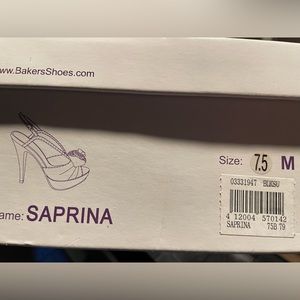 www.BakersShoes.com
Size: 7.5 M
03331947 BLKSU
4 12004 570142
SAPRINA 75B 79
ame: SAPRINA